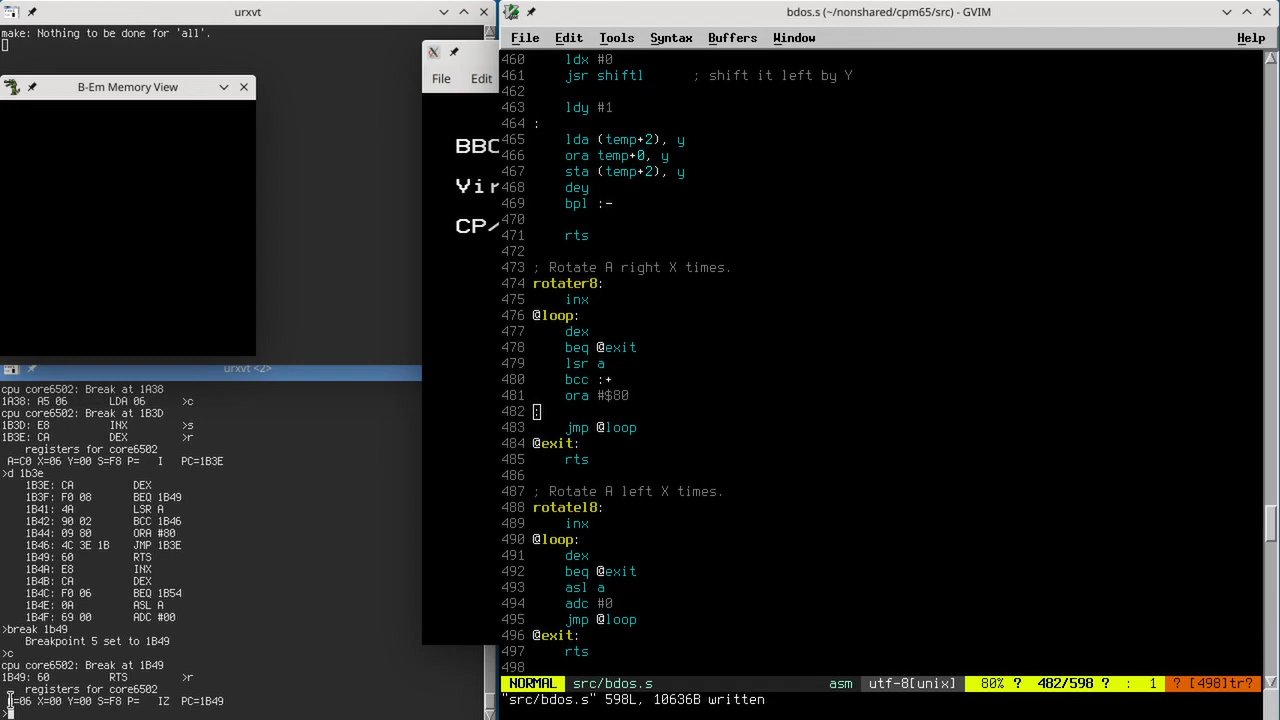 urxvt
make: Nothing to be done for 'all'.
B-Em Memory View
File Edit
BBC
Vir
CP/
urxvt <2>
cpu core6502: Break at 1A38
1A38: A5 06 LDA 06 >c
cpu core6502: Break at 1B3D
1B3D: E8 INX >s
1B3E: CA DEX >r
registers for core6502
A=C0 X=06 Y=00 S=F8 P= I PC=1B3E
>d 1b3e
1B3E: CA DEX
1B3F: F0 08 BEQ 1B49
1B41: 4A LSR A
1B42: 90 02 BCC 1B46
1B44: 09 80 ORA #80
1B46: 4C 3E 1B JMP 1B3E
1B49: 60 RTS
1B4A: E8 INX
1B4B: CA DEX
1B4C: F0 06 BEQ 1B54
1B4E: 0A ASL A
1B4F: 69 00 ADC #00
>break 1b49
Breakpoint 5 set to 1B49
>c
cpu core6502: Break at 1B49
1B49: 60 RTS >r
registers for core6502
=06 X=00 Y=00 S=F8 P= IZ PC=1B49
>
bdos.s (~/nonshared/cpm65/src) - GVIM
File Edit Tools Syntax Buffers Window Help
460 ldx #0
461 jsr shiftl ; shift it left by Y
462
463 ldy #1
464 :
465 lda (temp+2), y
466 ora temp+0, y
467 sta (temp+2), y
468 dey
469 bpl :-
470
471 rts
472
473 ; Rotate A right X times.
474 rotater8:
475 inx
476 @loop:
477 dex
478 beq @exit
479 lsr a
480 bcc :+
481 ora #$80
482 :
483 jmp @loop
484 @exit:
485 rts
486
487 ; Rotate A left X times.
488 rotatel8:
489 inx
490 @loop:
491 dex
492 beq @exit
493 asl a
494 adc #0
495 jmp @loop
496 @exit:
497 rts
498
NORMAL src/bdos.s asm utf-8[unix] 80% ? 482/598 ? : 1 ? [498]tr?
"src/bdos.s" 598L, 10636B written